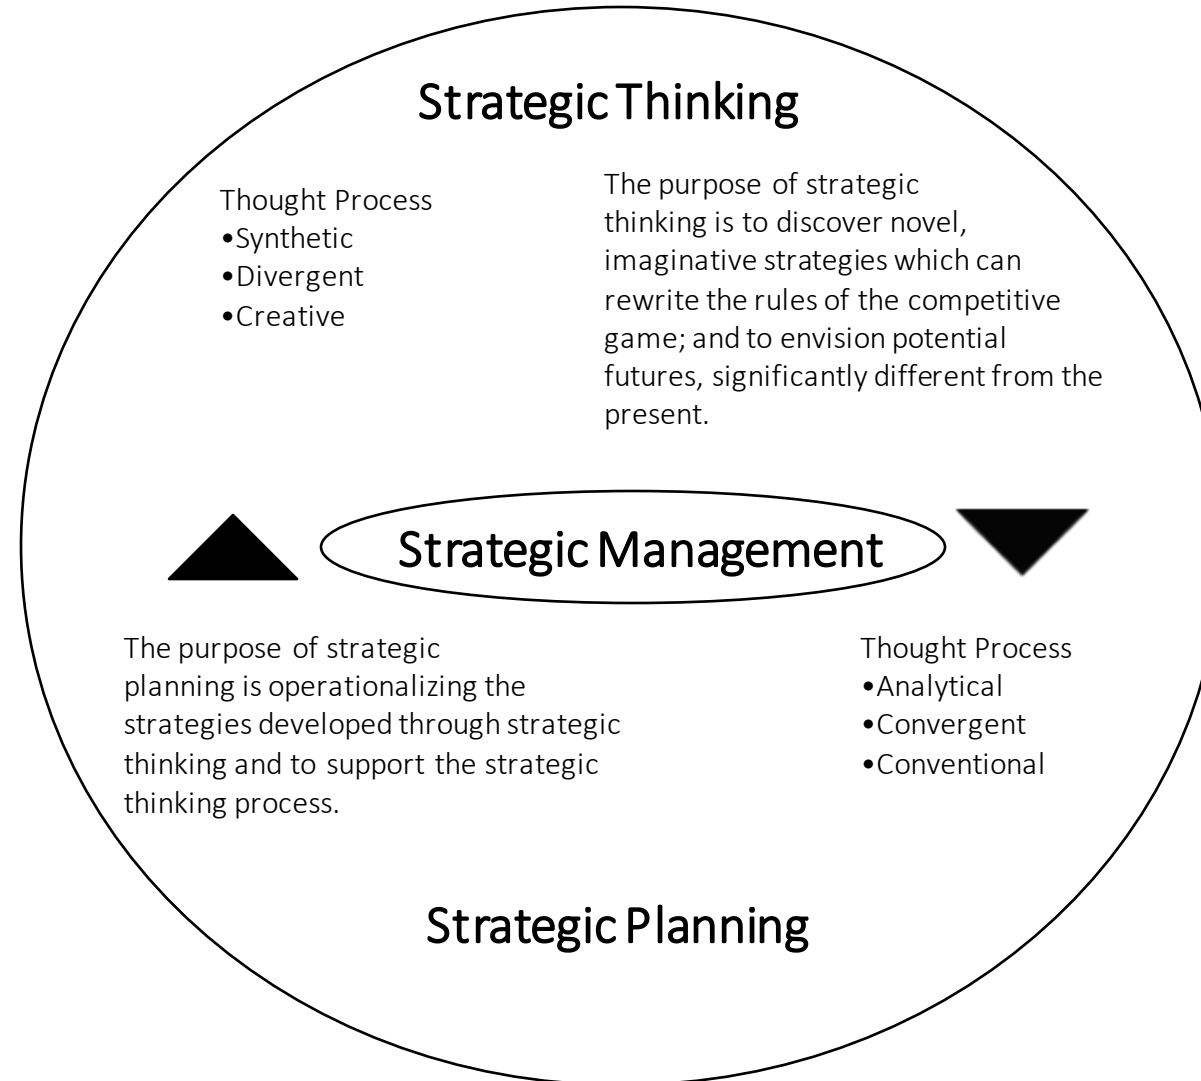 Strategic Thinking
Thought Process
•Synthetic
•Divergent
•Creative
The purpose of strategic
thinking is to discover novel,
imaginative strategies which can
rewrite the rules of the competitive
game; and to envision potential
futures, significantly different from the
present.
Strategic Management
The purpose of strategic
planning is operationalizing the
strategies developed through strategic
thinking and to support the strategic
thinking process.
Thought Process
•Analytical
•Convergent
•Conventional
Strategic Planning